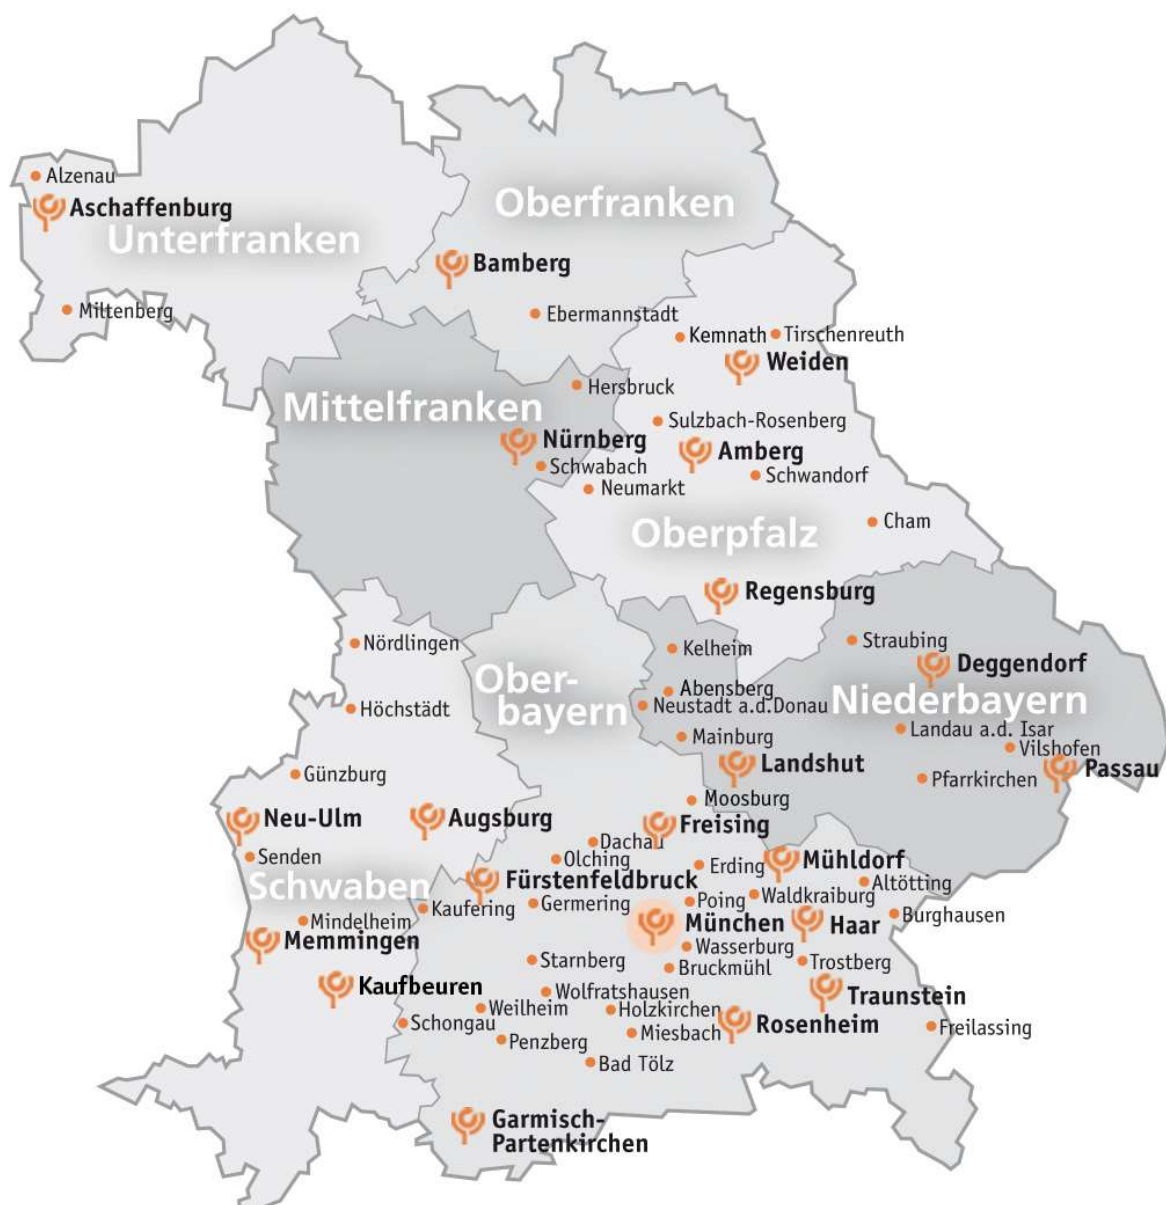 Alzenau
Aschaffenburg
Unterfranken
Miltenberg
Oberfranken
Bamberg
Ebermannstadt
Kemnath
Tirschenreuth
Weiden
Hersbruck
Mittelfranken
Nürnberg
Schwabach
Neumarkt
Sulzbach-Rosenberg
Amberg
Schwandorf
Cham
Oberpfalz
Regensburg
Nördlingen
Höchstädt
Günzburg
Ober-
bayern
Kelheim
Abensberg
Neustadt a.d.Donau
Mainburg
Landshut
Straubing
Deggendorf
Niederbayern
Landau a.d. Isar
Vilshofen
Passau
Pfarrkirchen
Neu-Ulm
Augsburg
Senden
Schwaben
Mindelheim
Memmingen
Kaufbeuren
Moosburg
Freising
Dachau
Olching
Fürstenfeldbruck
Kaufering
Germering
Erding
Mühldorf
Altötting
Poing
Waldkraiburg
Burghausen
München
Haar
Wasserburg
Bruckmühl
Trostberg
Starnberg
Wolfratshausen
Traunstein
Weilheim
Holzkirchen
Rosenheim
Freilassing
Schongau
Penzberg
Miesbach
Bad Tölz
Garmisch-
Partenkirchen